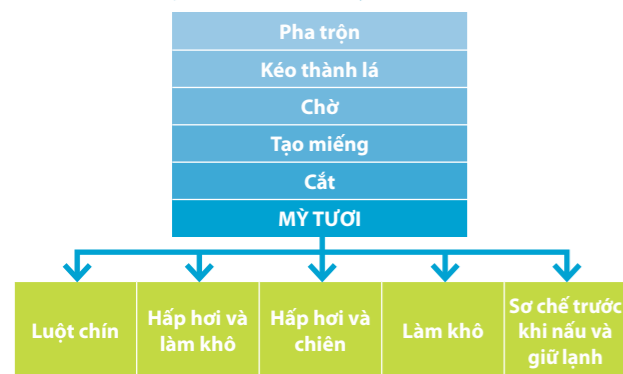 Pha trộn
Kéo thành lá
Chờ
Tạo miếng
Cắt
MỲ TƯƠI
Luột chín
Hấp hơi và
làm khô
Hấp hơi và
chiên
Làm khô
Sơ chế trước
khi nấu và
giữ lạnh